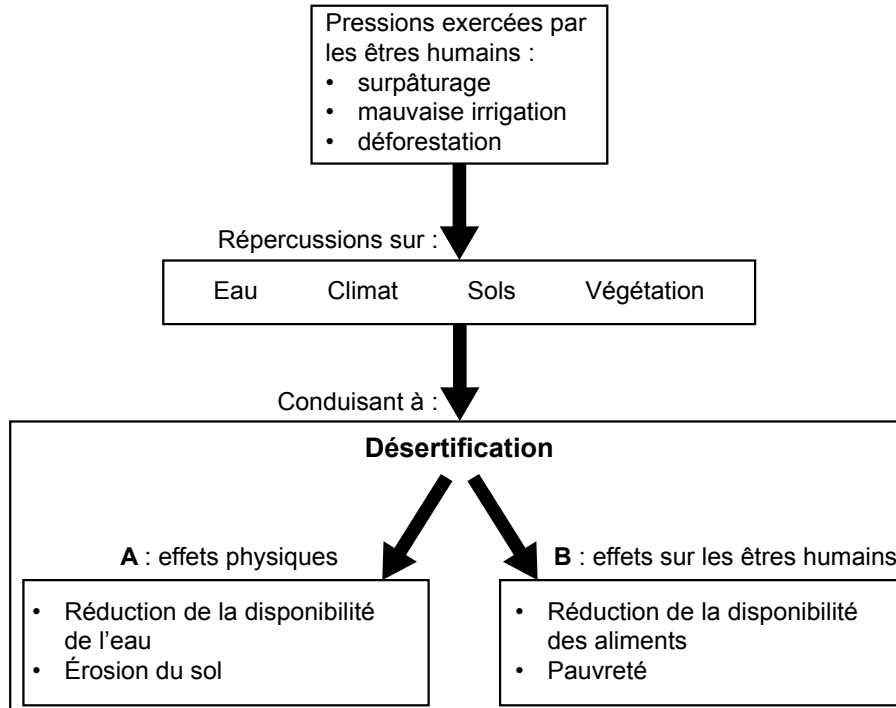 Pressions exercées par
les êtres humains :
• surpâturage
• mauvaise irrigation
• déforestation
Répercussions sur :
Eau Climat Sols Végétation
Conduisant à :
Désertification
A : effets physiques
• Réduction de la disponibilité
de l'eau
• Érosion du sol
B : effets sur les êtres humains
• Réduction de la disponibilité
des aliments
• Pauvreté